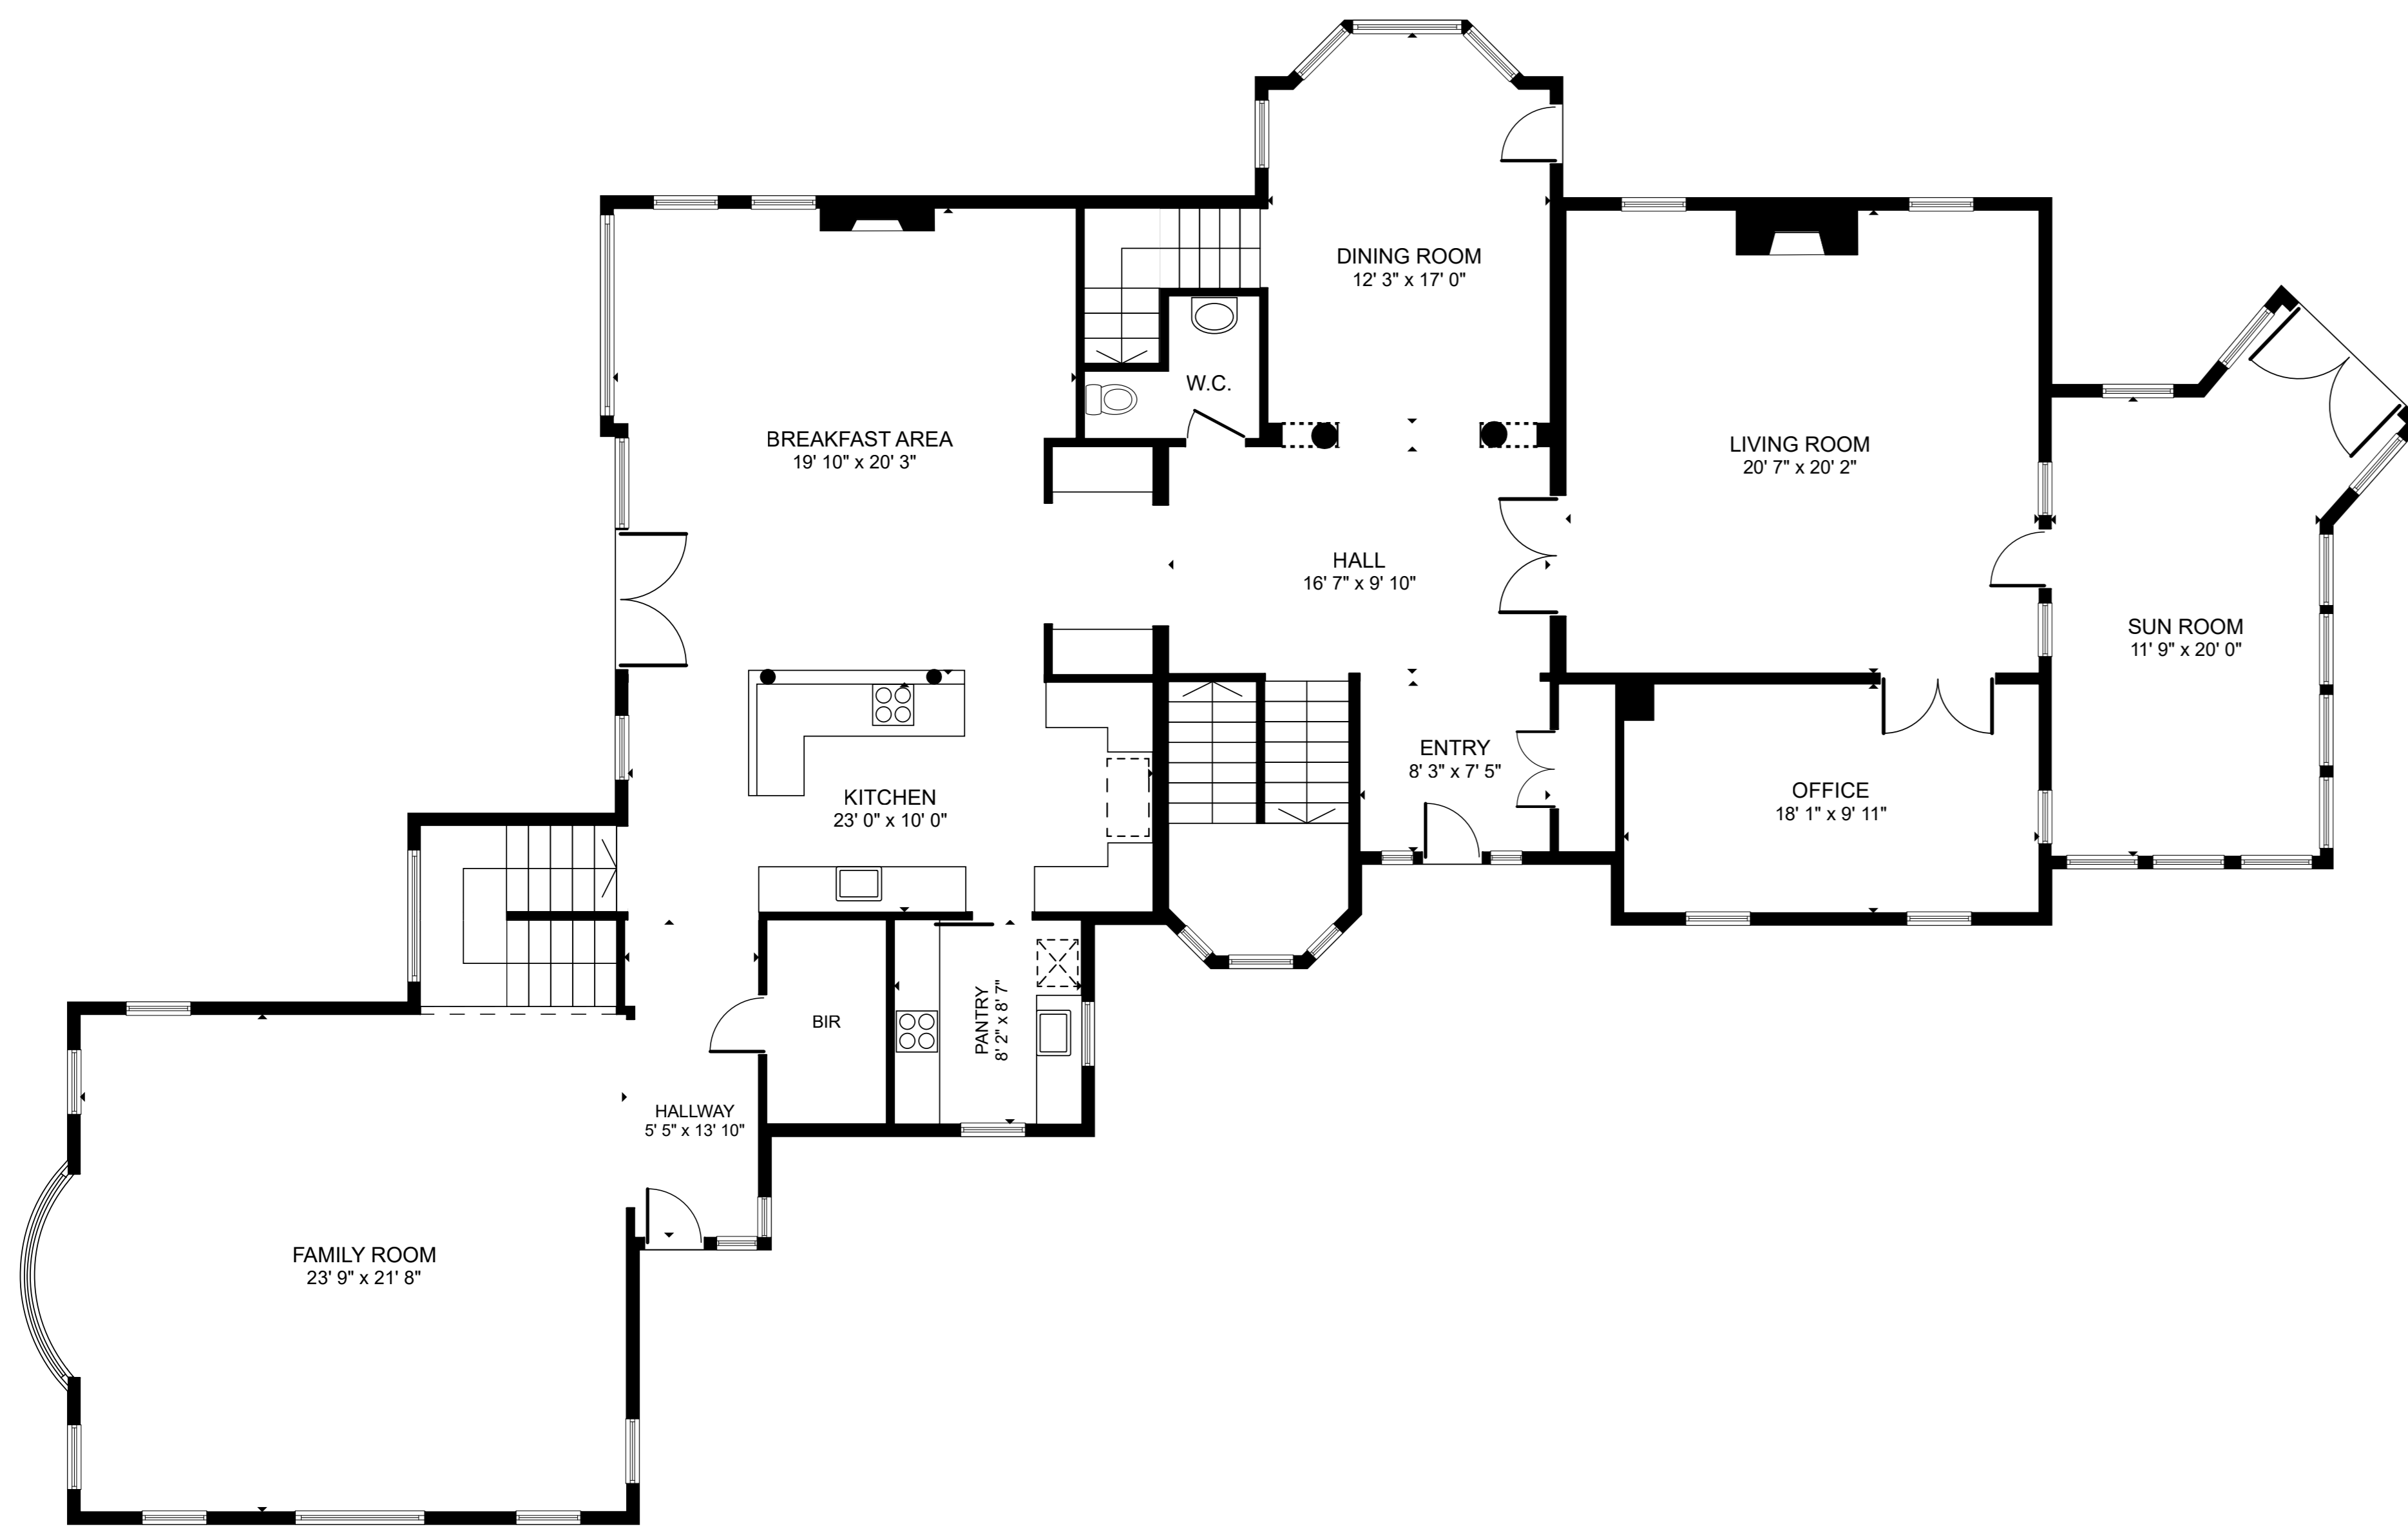 DINING ROOM
12' 3" x 17' 0"
BREAKFAST AREA
19' 10" x 20' 3"
W.C.
LIVING ROOM
20' 7" x 20' 2"
HALL
16' 7" x 9' 10"
SUN ROOM
11' 9" x 20' 0"
KITCHEN
23' 0" x 10' 0"
ENTRY
8' 3" x 7' 5"
OFFICE
18' 1" x 9' 11"
BIR
PANTRY
8' 2" x 8' 7"
HALLWAY
5' 5" x 13' 10"
FAMILY ROOM
23' 9" x 21' 8"